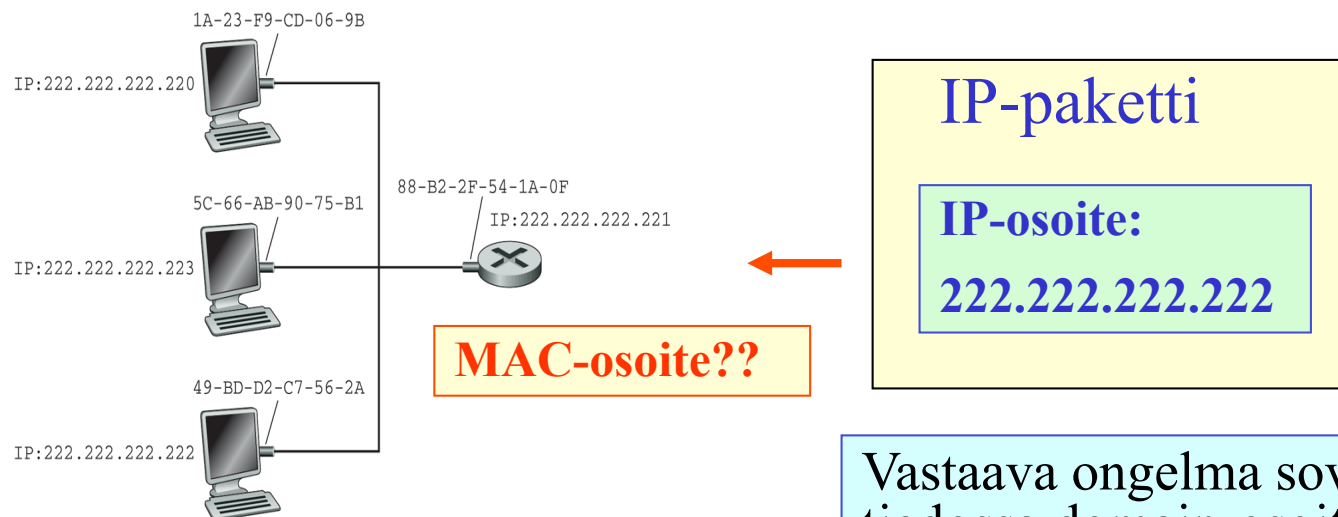 1A-23-F9-CD-06-9B
IP:222.222.222.220
5C-66-AB-90-75-B1
IP:222.222.222.223
49-BD-D2-C7-56-2A
IP:222.222.222.222
88-B2-2F-54-1A-0F
IP:222.222.222.221
MAC-osoite??
IP-paketti
IP-osoite:
222.222.222.222
Vastaava ongelma